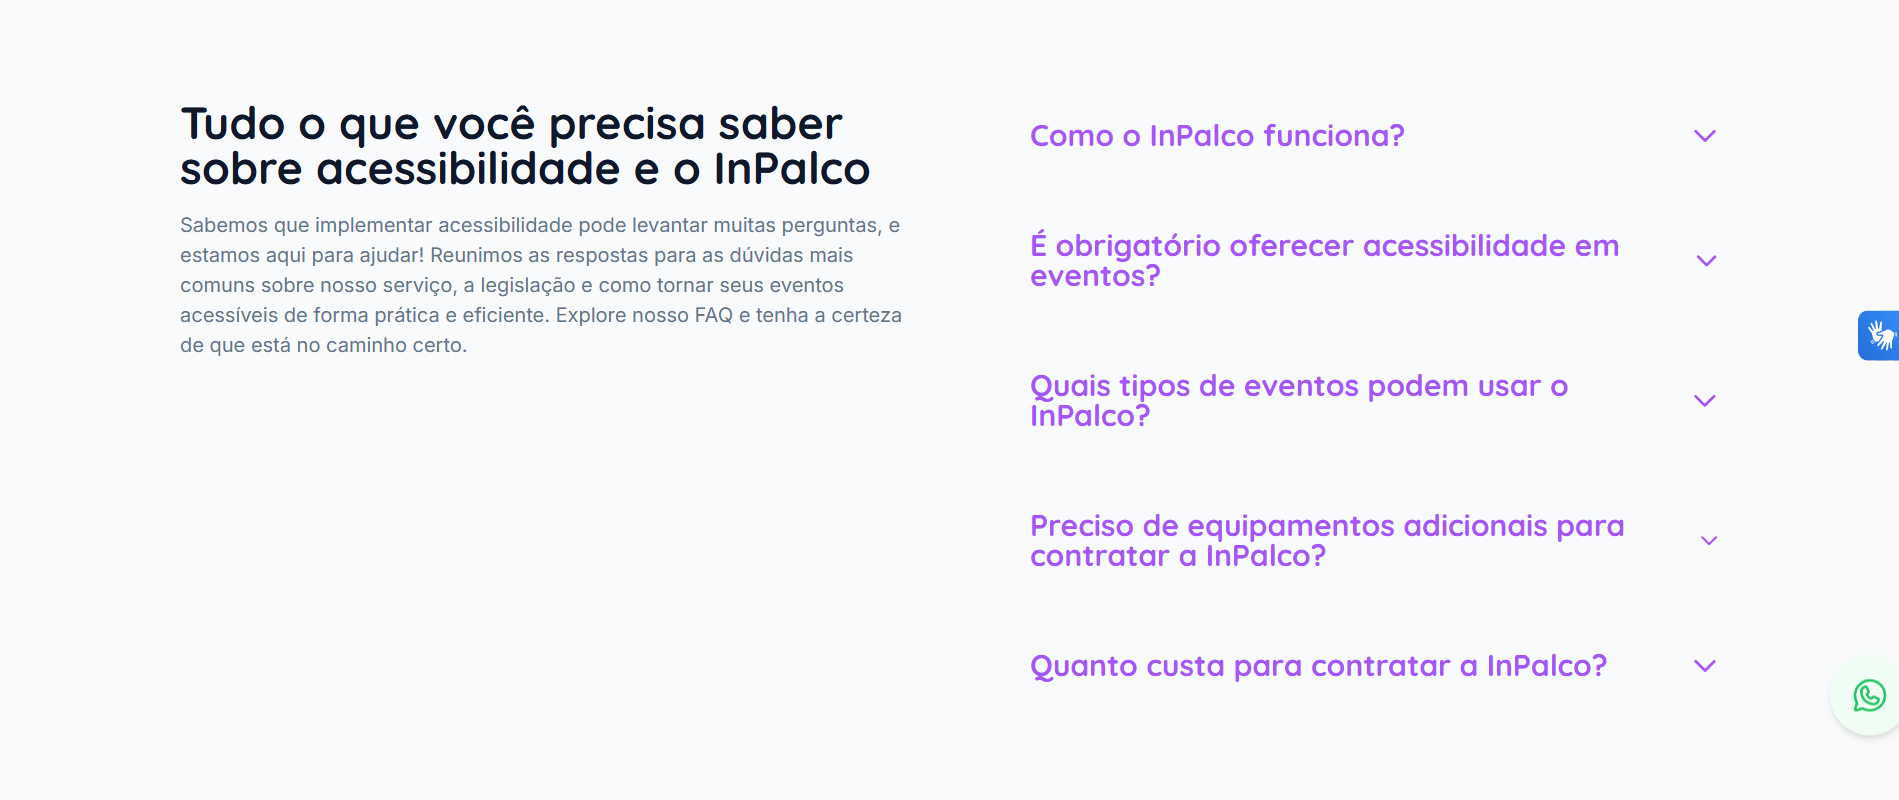 Tudo o que você precisa saber
sobre acessibilidade e o InPalco
Sabemos que implementar acessibilidade pode levantar muitas perguntas, e
estamos aqui para ajudar! Reunimos as respostas para as dúvidas mais
comuns sobre nosso serviço, a legislação e como tornar seus eventos
acessíveis de forma prática e eficiente. Explore nosso FAQ e tenha a certeza
de que está no caminho certo.
Como o InPalco funciona?
É obrigatório oferecer acessibilidade em
eventos?
Quais tipos de eventos podem usar o
InPalco?
Preciso de equipamentos adicionais para
contratar a InPalco?
Quanto custa para contratar a InPalco?